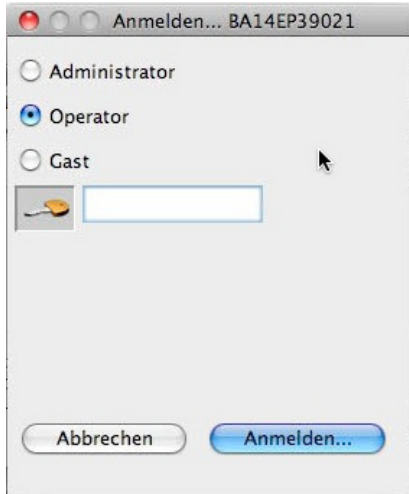 Anmelden... BA14EP39021
Administrator
Operator
Gast
Abbrechen
Anmelden...